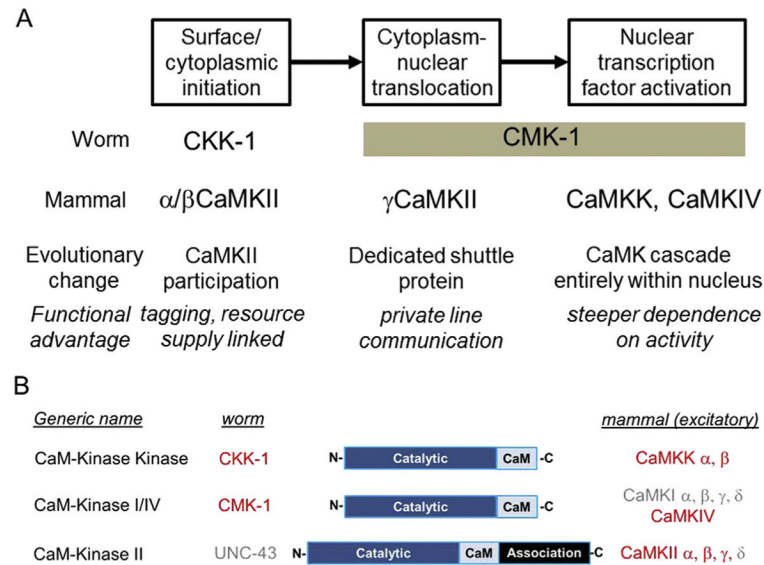 A
Surface/
cytoplasmic
initiation
Cytoplasm-
nuclear
translocation
Nuclear
transcription
factor activation
Worm CKK-1 CMK-1
Mammal α/βCaMKII γCaMKII CaMKK, CaMKIV
Evolutionary
change
CaMKII
participation
Dedicated shuttle
protein
CaMK cascade
entirely within nucleus
Functional
advantage
tagging, resource
supply linked
private line
communication
steeper dependence
on activity
B
Generic name worm mammal (excitatory)
CaM-Kinase Kinase CKK-1 N- Catalytic CaM -C CaMKK α, β
CaM-Kinase I/IV CMK-1 N- Catalytic CaM -C CaMKI α, β, γ, δ
CaMKIV
CaM-Kinase II UNC-43 N- Catalytic CaM Association -C CaMKII α, β, γ, δ